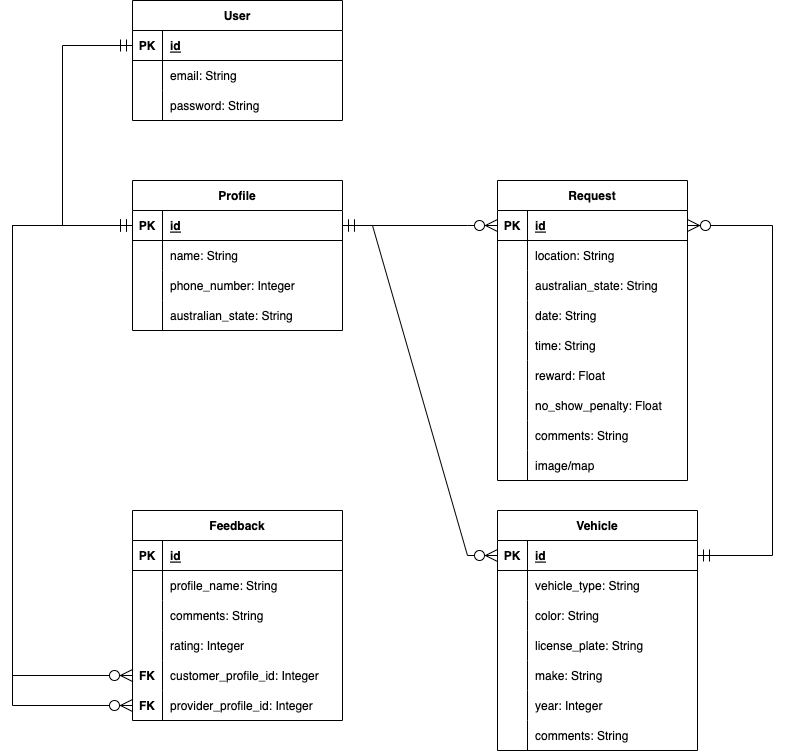 User
PK id
email: String
password: String
Profile
PK id
name: String
phone_number: Integer
australian_state: String
Request
PK id
location: String
australian_state: String
date: String
time: String
reward: Float
no_show_penalty: Float
comments: String
image/map
Feedback
PK id
profile_name: String
comments: String
rating: Integer
FK customer_profile_id: Integer
FK provider_profile_id: Integer
Vehicle
PK id
vehicle_type: String
color: String
license_plate: String
make: String
year: Integer
comments: String